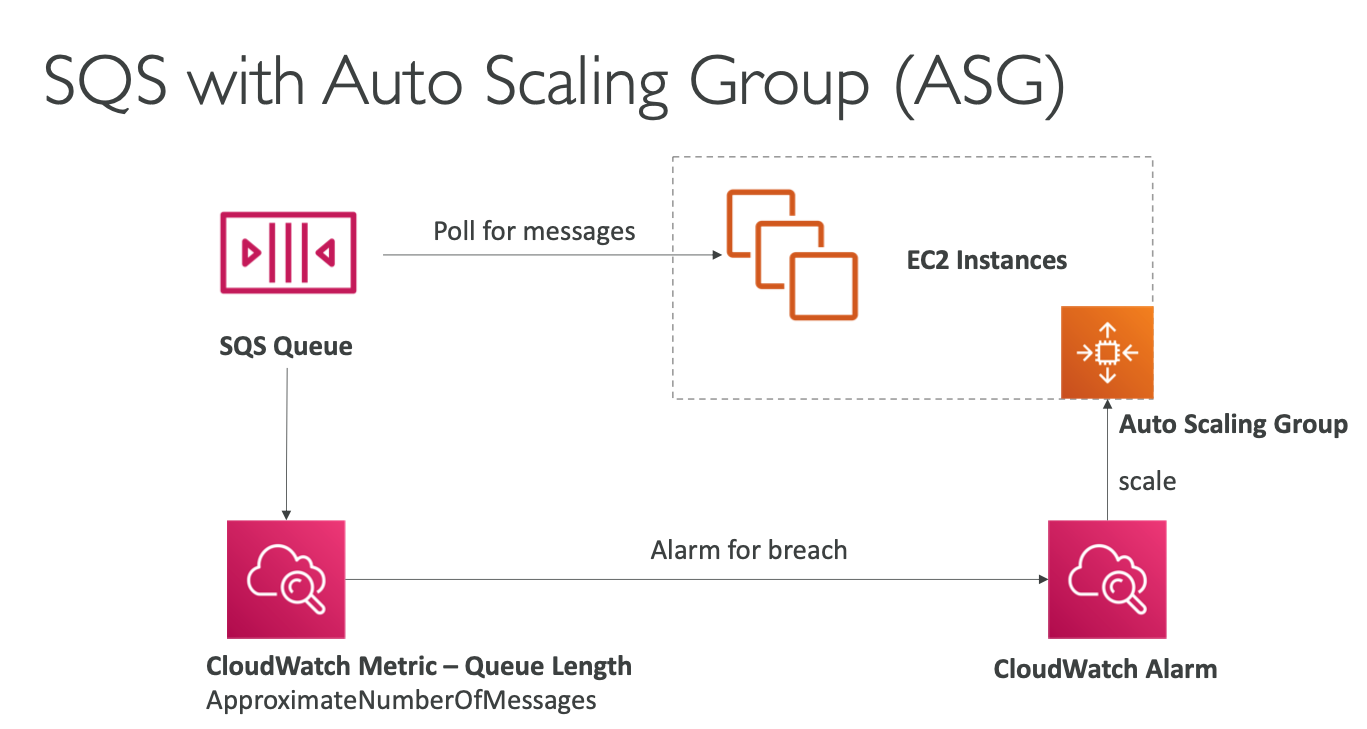 SQS with Auto Scaling Group (ASG)
Poll for messages
EC2 Instances
SQS Queue
Auto Scaling Group
scale
Alarm for breach
CloudWatch Metric – Queue Length
ApproximateNumberOfMessages
CloudWatch Alarm